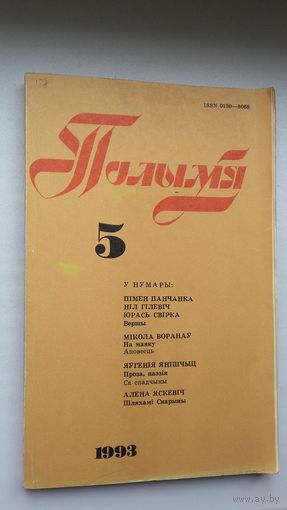 ISSN 0130—8068
Полымя
5
У НУМАРЫ:
ПІМЕН ПАНЧАНКА
НІЛ ГІЛЕВІЧ
ЮРАСЬ СВІРКА
Вершы
МІКОЛА ВОРАНАЎ
На маяку
Аповесць
ЯЎГЕНІЯ ЯНІШЧЫЦ
Проза, паэзія
Са спадчыны
АЛЕНА ЯСКЕВІЧ
Шляхамі Скарыны
1993
www.ay.by